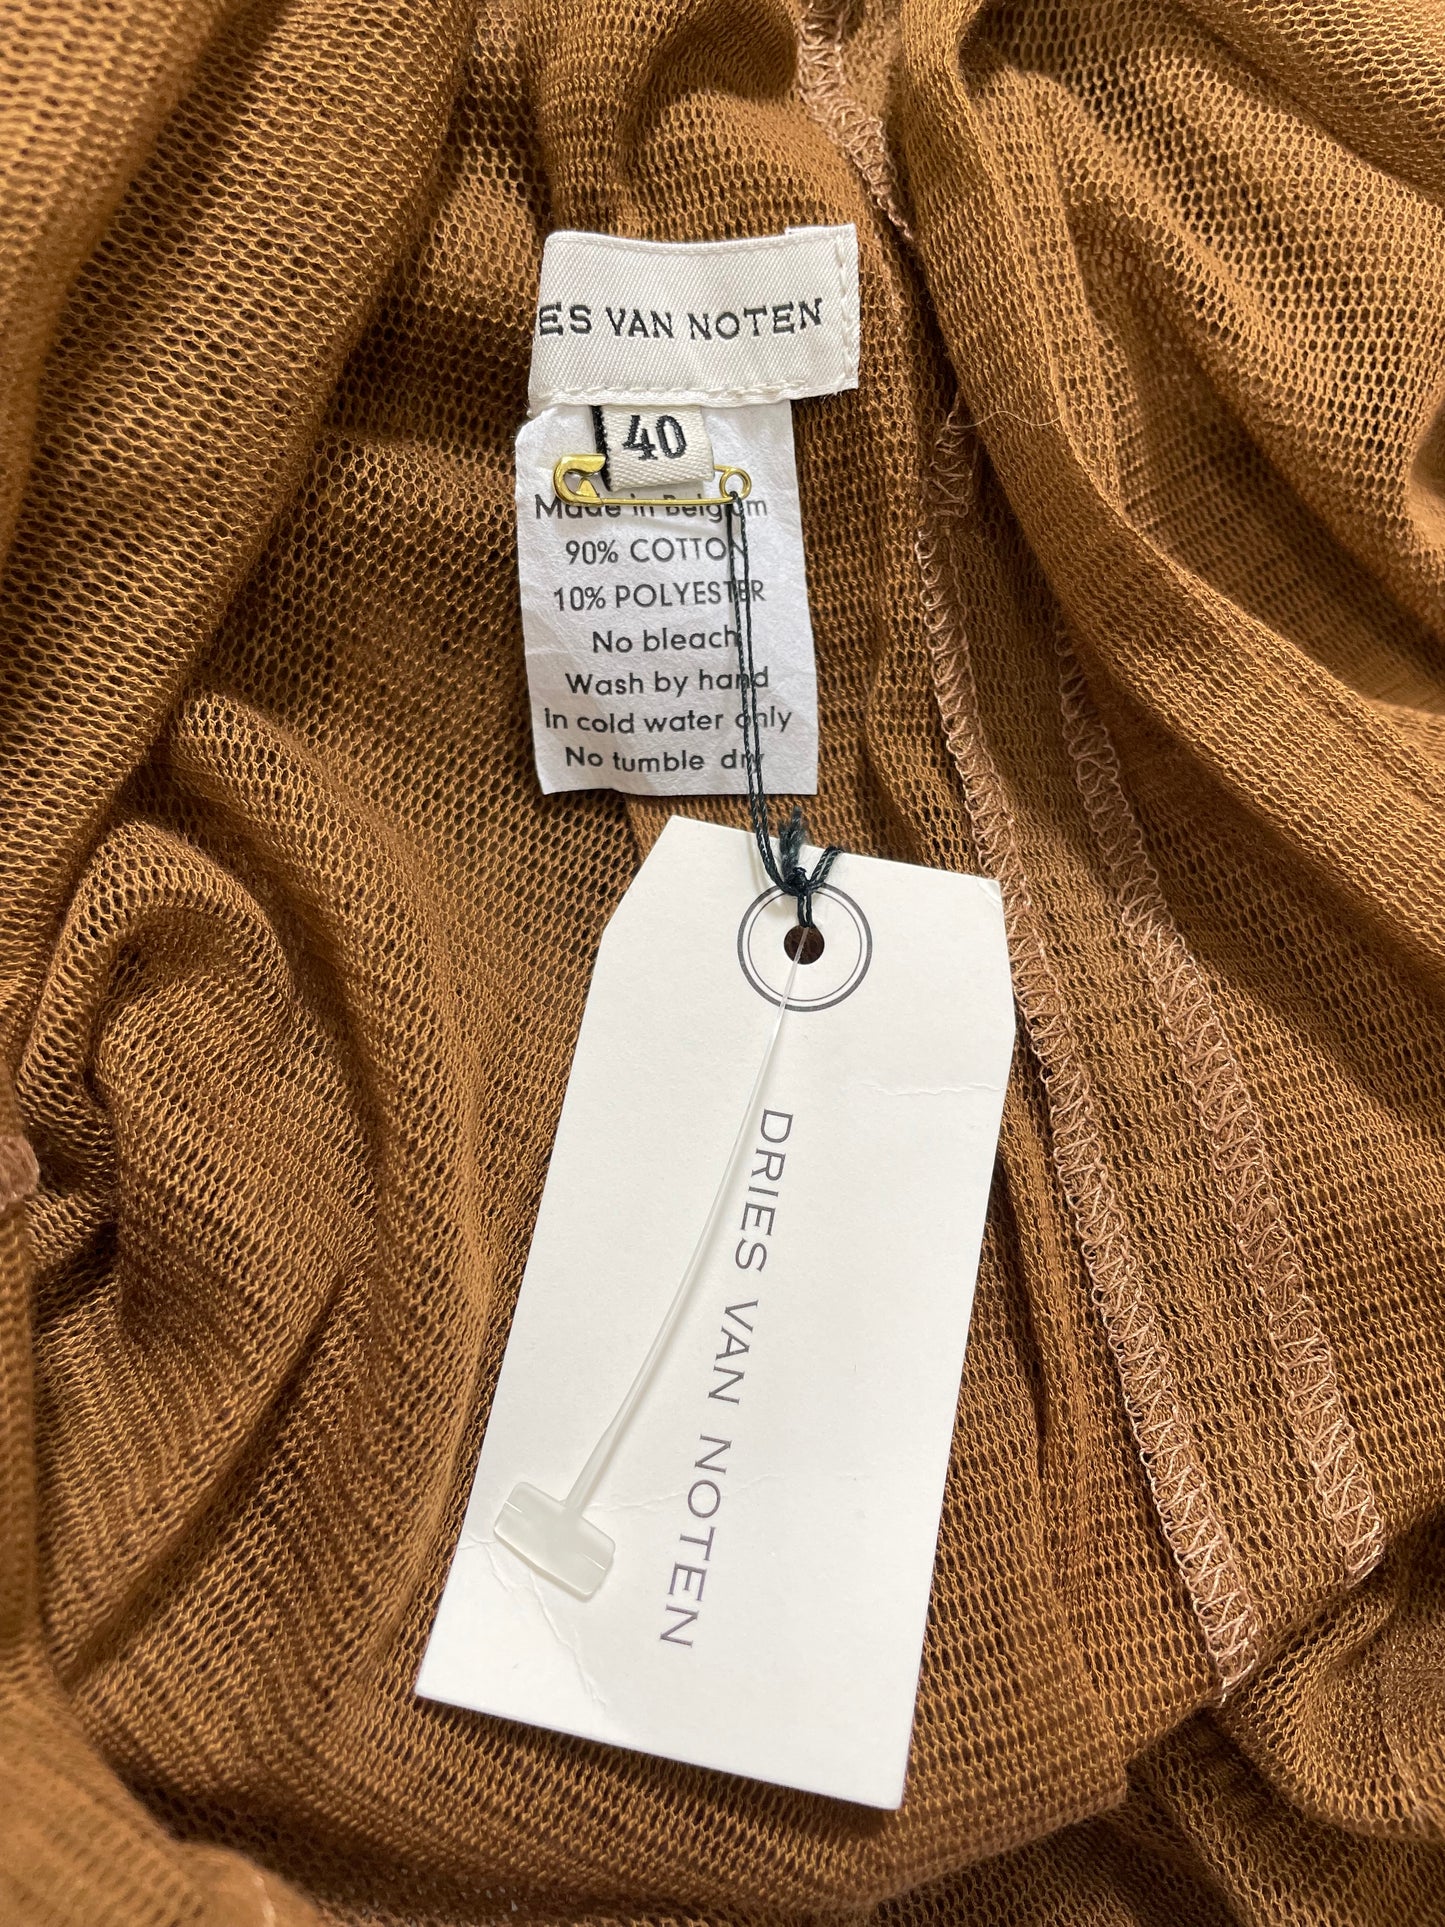 ES VAN NOTEN
40
Made in Belgium
90% COTTON
10% POLYESTER
No bleach
Wash by hand
In cold water only
No tumble dry
DRIES VAN NOTEN